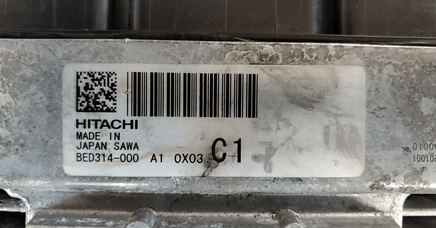 HITACHI
MADE IN
JAPAN SAWA
BED314-000 A1 0X03 C1